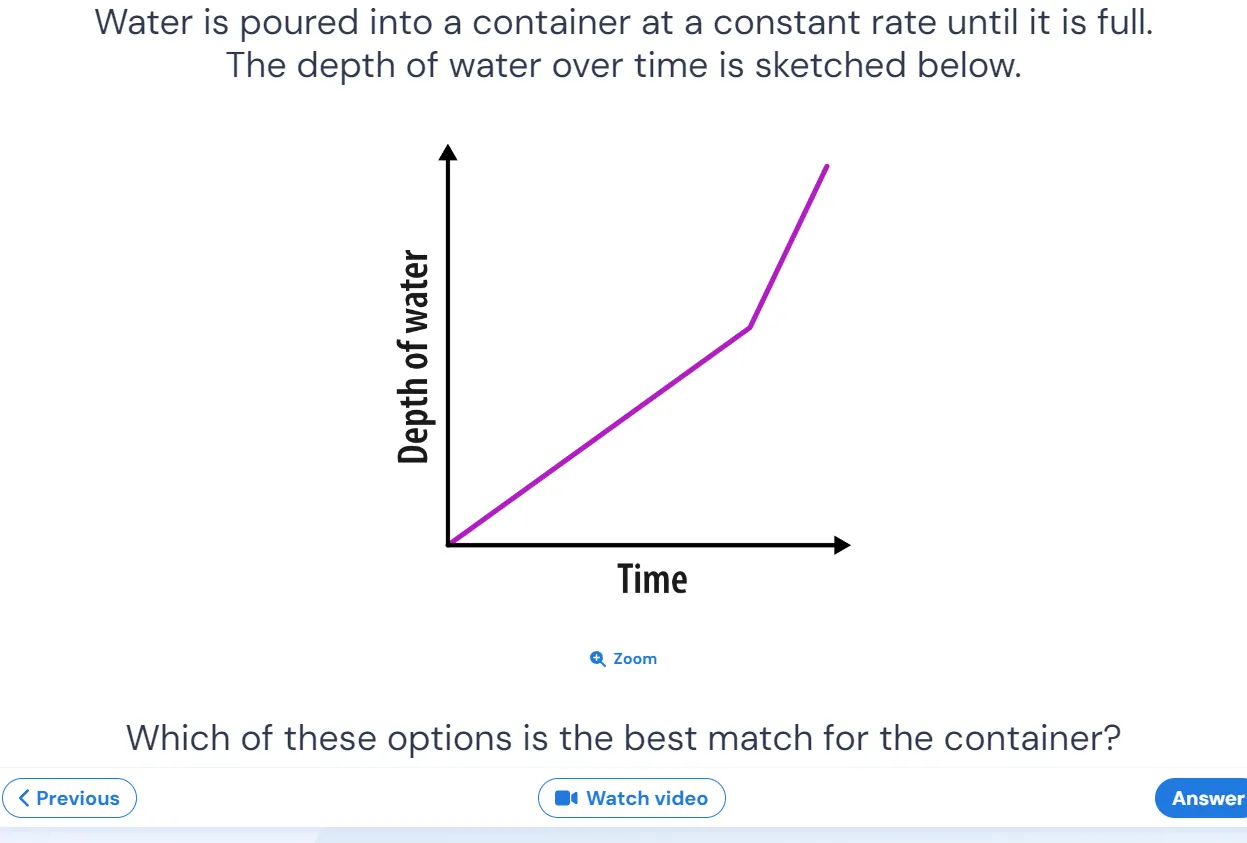 Water is poured into a container at a constant rate until it is full.
The depth of water over time is sketched below.
Depth of water
Time
Zoom
Which of these options is the best match for the container?
Previous
Watch video
Answer